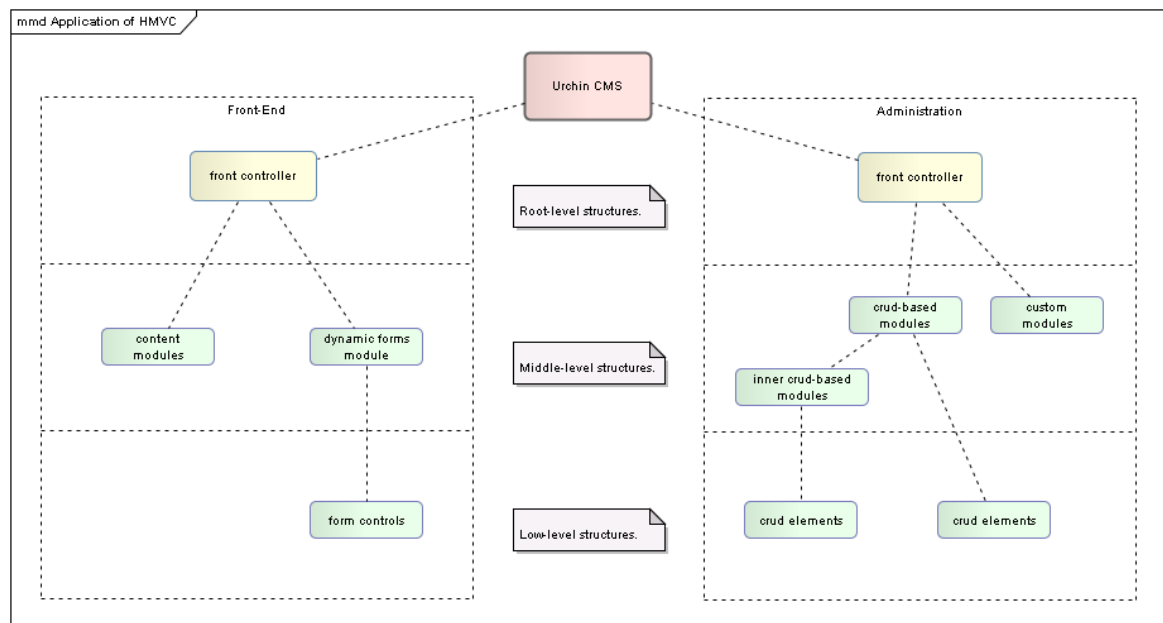 mmd Application of HMVC
Urchin CMS
Front-End
Administration
front controller
front controller
Root-level structures.
content
modules
dynamic forms
module
crud-based
modules
custom
modules
Middle-level structures.
inner crud-based
modules
form controls
crud elements
crud elements
Low-level structures.